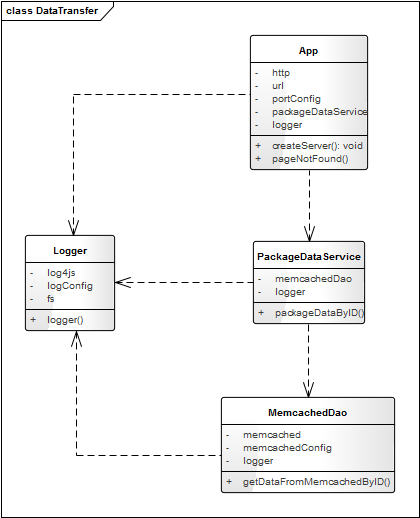 class DataTransfer
App
- http
- url
- portConfig
- packageDataService
- logger
+ createServer(): void
+ pageNotFound()
Logger
- log4js
- logConfig
- fs
+ logger()
PackageDataService
- memcachedDao
- logger
+ packageDataByID()
MemcachedDao
- memcached
- memcachedConfig
- logger
+ getDataFromMemcachedByID()